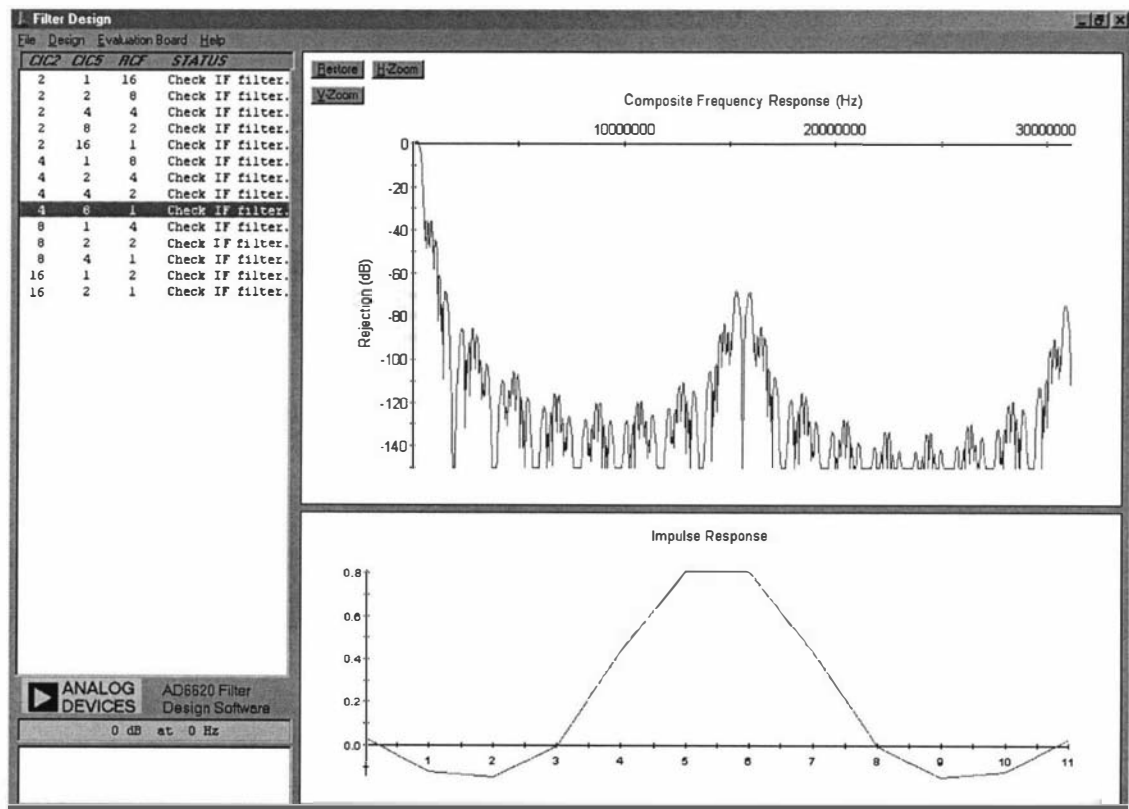 Filter Design
File Design Evaluation Board Help
CIC2 CIC5 RCF STATUS
2 1 16 Check IF filter.
2 2 8 Check IF filter.
2 4 4 Check IF filter.
2 8 2 Check IF filter.
2 16 1 Check IF filter.
4 1 8 Check IF filter.
4 2 4 Check IF filter.
4 4 2 Check IF filter.
4 8 1 Check IF filter.
8 1 4 Check IF filter.
8 2 2 Check IF filter.
8 4 1 Check IF filter.
16 1 2 Check IF filter.
16 2 1 Check IF filter.
ANALOG DEVICES
AD6620 Filter
Design Software
0 dB at 0 Hz
Restore H-Zoom
V-Zoom
Composite Frequency Response (Hz)
10000000 20000000 30000000
Rejection (dB)
0
-20
-40
-60
-80
-100
-120
-140
Impulse Response
0.8
0.6
0.4
0.2
0.0
1 2 3 4 5 6 7 8 9 10 11